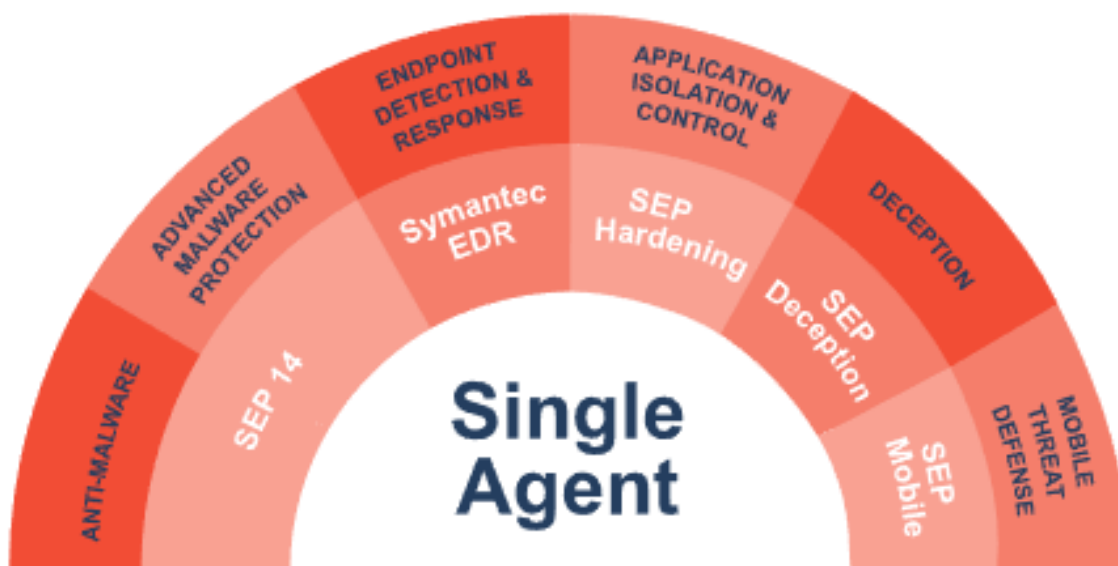 ANTI-MALWARE
ADVANCED
MALWARE
PROTECTION
ENDPOINT
DETECTION &
RESPONSE
APPLICATION
ISOLATION &
CONTROL
DECEPTION
MOBILE
THREAT
DEFENSE
SEP 14
Symantec
EDR
SEP
Hardening
SEP
Deception
SEP
Mobile
Single
Agent